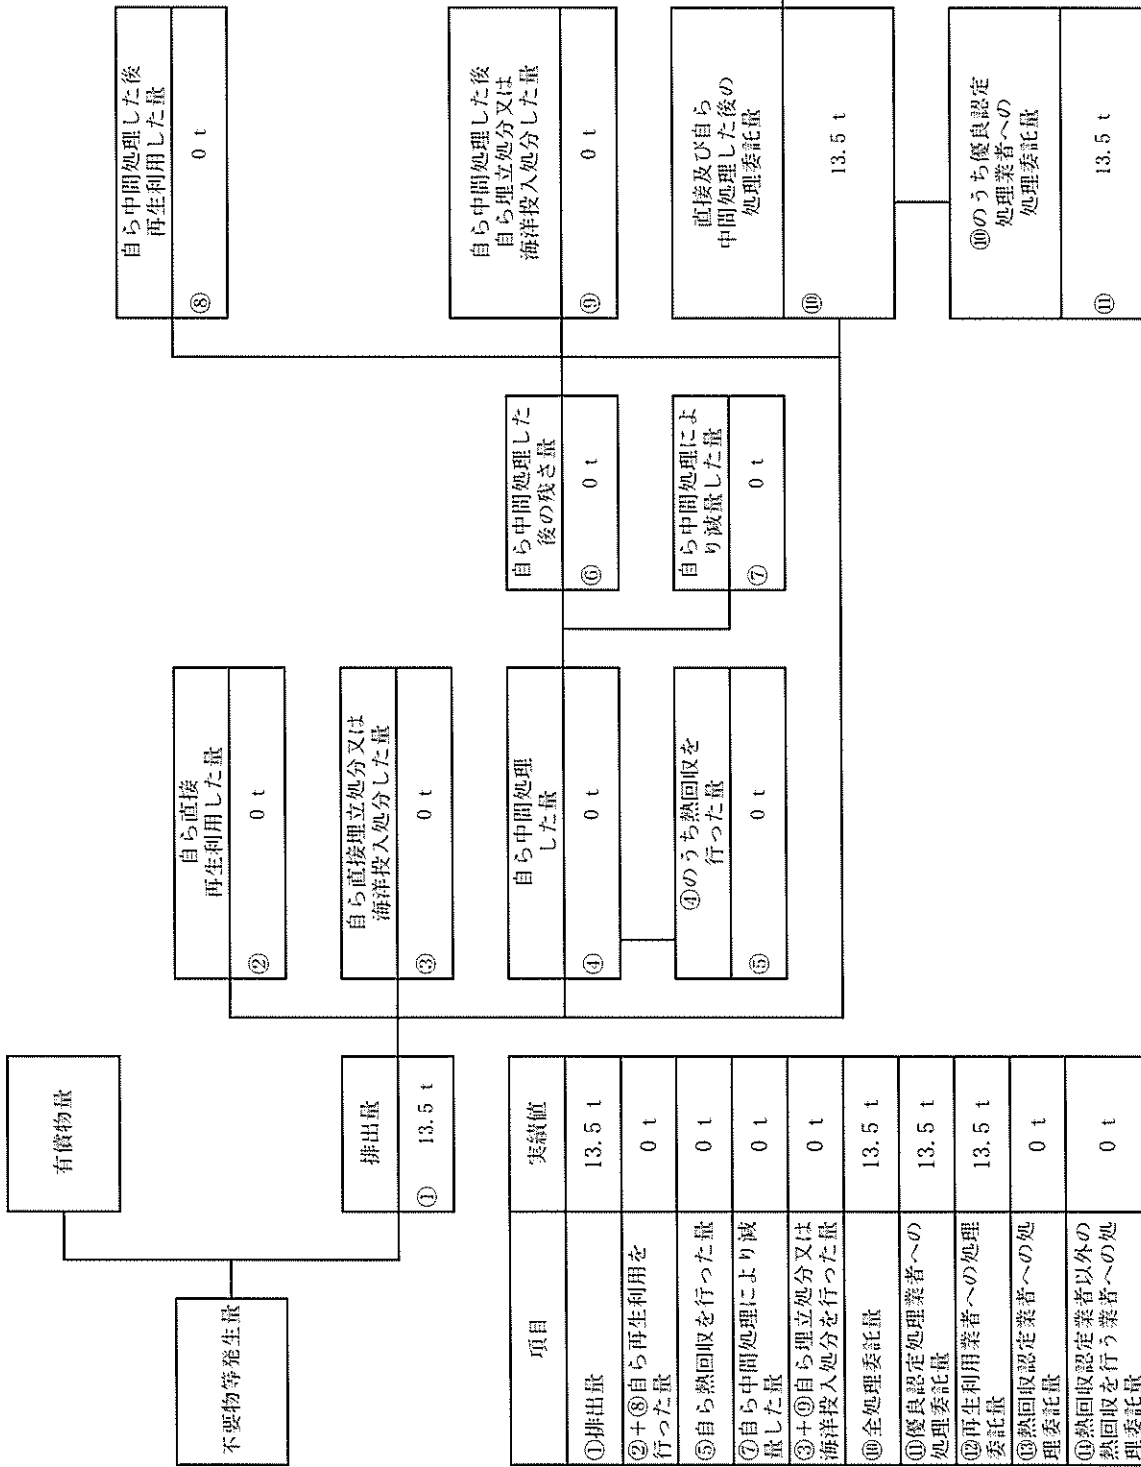 不要物等発生量
有償物量
排出量
① 13.5 t
自ら直接
再生利用した量
② 0 t
自ら直接埋立処分又は
海洋投入処分した量
③ 0 t
自ら中間処理
した量
④ 0 t
④のうち熱回収を
行った量
⑤ 0 t
自ら中間処理した
後の残さ量
⑥ 0 t
自ら中間処理によ
り減量した量
⑦ 0 t
自ら中間処理した後
再生利用した量
⑧ 0 t
自ら中間処理した後
自ら埋立処分又は
海洋投入処分した量
⑨ 0 t
直接及び自ら
中間処理した後の
処理委託量
⑩ 13.5 t
⑩のうち優良認定
処理業者への
処理委託量
⑪ 13.5 t
項目 実績値
①排出量 13.5 t
②+⑧自ら再生利用を
行った量 0 t
⑤自ら熱回収を行った量 0 t
⑦自ら中間処理により減
量した量 0 t
③+⑨自ら埋立処分又は
海洋投入処分を行った量 0 t
⑩全処理委託量 13.5 t
⑪優良認定処理業者への
処理委託量 13.5 t
⑫再生利用業者への処理
委託量 13.5 t
⑬熱回収認定業者への処
理委託量 0 t
⑭熱回収認定業者以外の
熱回収を行う業者への処
理委託量 0 t